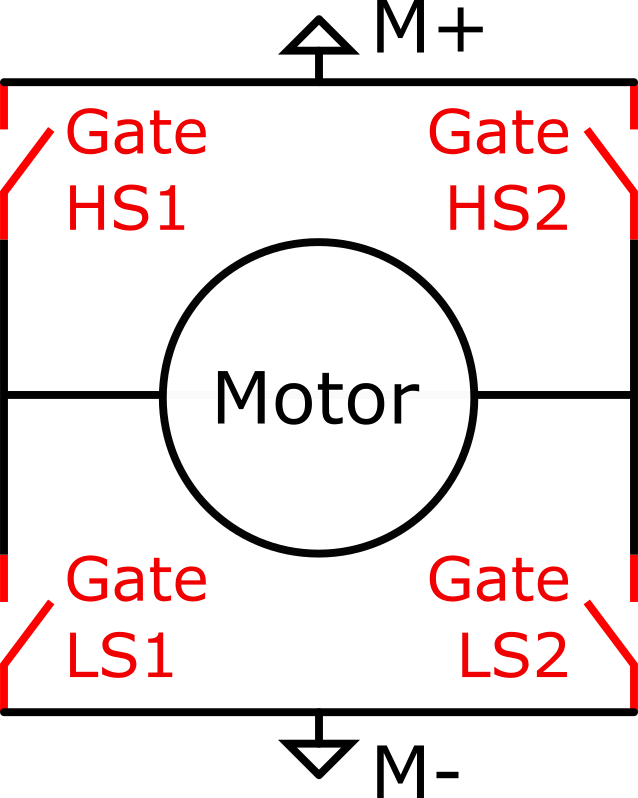 M+
Gate
HS1
Gate
HS2
Motor
Gate
LS1
Gate
LS2
M-